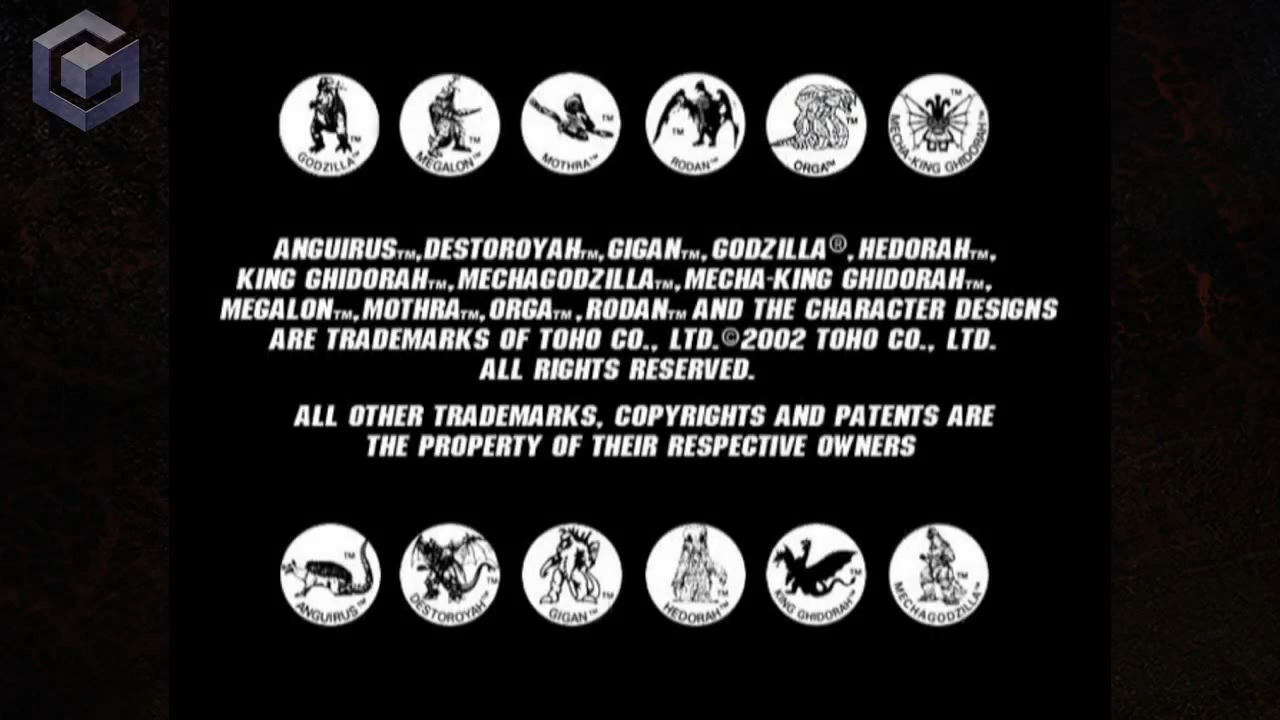 GODZILLA™ MEGALON™ MOTHRA™ RODAN™ ORGA™ MECHA-KING GHIDORAH™
ANGUIRUS™, DESTOROYAH™, GIGAN™, GODZILLA®, HEDORAH™,
KING GHIDORAH™, MECHAGODZILLA™, MECHA-KING GHIDORAH™,
MEGALON™, MOTHRA™, ORGA™, RODAN™ AND THE CHARACTER DESIGNS
ARE TRADEMARKS OF TOHO CO., LTD.©2002 TOHO CO., LTD.
ALL RIGHTS RESERVED.
ALL OTHER TRADEMARKS, COPYRIGHTS AND PATENTS ARE
THE PROPERTY OF THEIR RESPECTIVE OWNERS
ANGUIRUS™ DESTOROYAH™ GIGAN™ HEDORAH™ KING GHIDORAH™ MECHAGODZILLA™